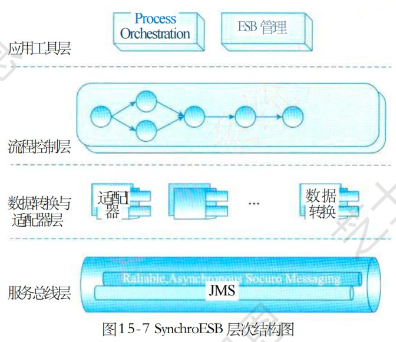 Process
Orchestration
ESB 管理
应用工具层
流程控制层
数据转换与
适配器层
适配
器
...
数据
转换
Raliable,Asynchronous Socuro Messaging
JMS
服务总线层
图15-7 SynchroESB 层次结构图